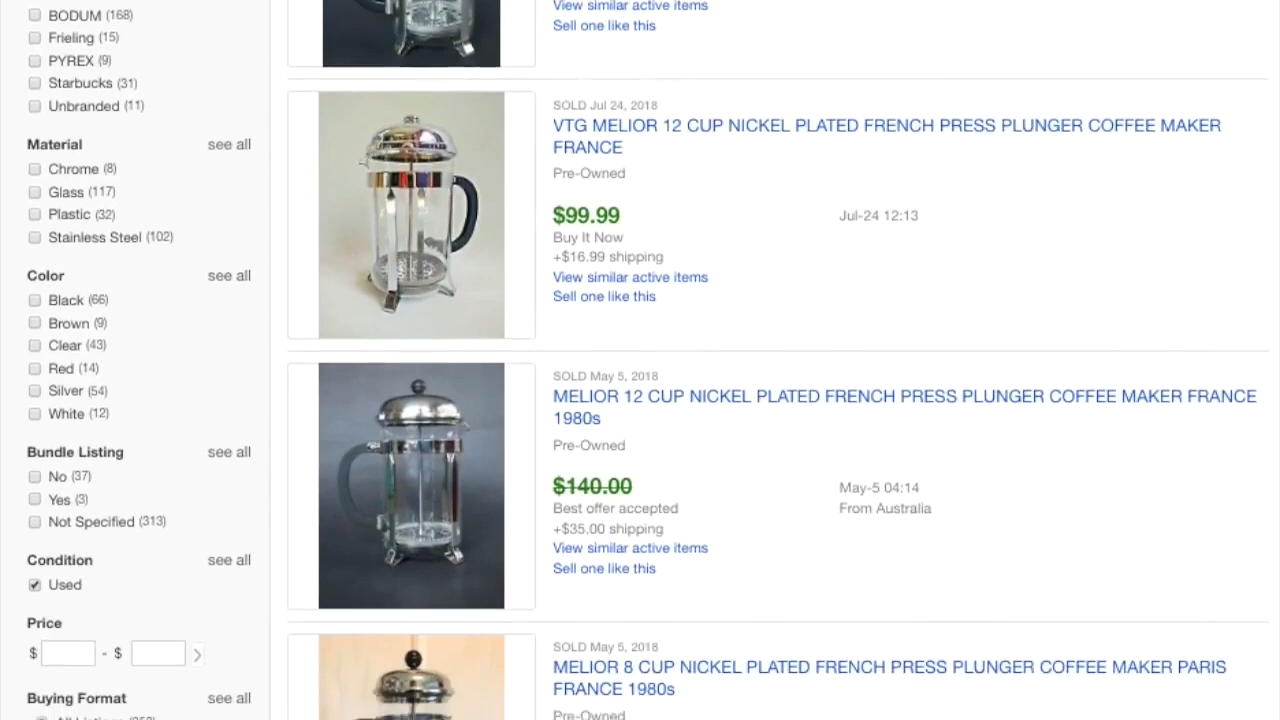 BODUM (168)
Frieling (15)
PYREX (9)
Starbucks (31)
Unbranded (11)
Material see all
Chrome (8)
Glass (117)
Plastic (32)
Stainless Steel (102)
Color see all
Black (66)
Brown (9)
Clear (43)
Red (14)
Silver (54)
White (12)
Bundle Listing see all
No (37)
Yes (3)
Not Specified (313)
Condition see all
Used
Price
$ - $
Buying Format see all
View similar active items
Sell one like this
SOLD Jul 24, 2018
VTG MELIOR 12 CUP NICKEL PLATED FRENCH PRESS PLUNGER COFFEE MAKER
FRANCE
Pre-Owned
$99.99 Jul-24 12:13
Buy It Now
+$16.99 shipping
View similar active items
Sell one like this
SOLD May 5, 2018
MELIOR 12 CUP NICKEL PLATED FRENCH PRESS PLUNGER COFFEE MAKER FRANCE
1980s
Pre-Owned
$140.00 May-5 04:14
Best offer accepted From Australia
+$35.00 shipping
View similar active items
Sell one like this
SOLD May 5, 2018
MELIOR 8 CUP NICKEL PLATED FRENCH PRESS PLUNGER COFFEE MAKER PARIS
FRANCE 1980s
Pre-Owned